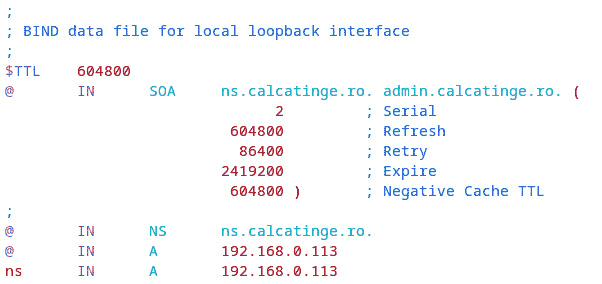 ;
; BIND data file for local loopback interface
;
$TTL    604800
@       IN      SOA     ns.calcatinge.ro. admin.calcatinge.ro. (
                              2         ; Serial
                         604800         ; Refresh
                          86400         ; Retry
                        2419200         ; Expire
                         604800 )       ; Negative Cache TTL
;
@       IN      NS      ns.calcatinge.ro.
@       IN      A       192.168.0.113
ns      IN      A       192.168.0.113